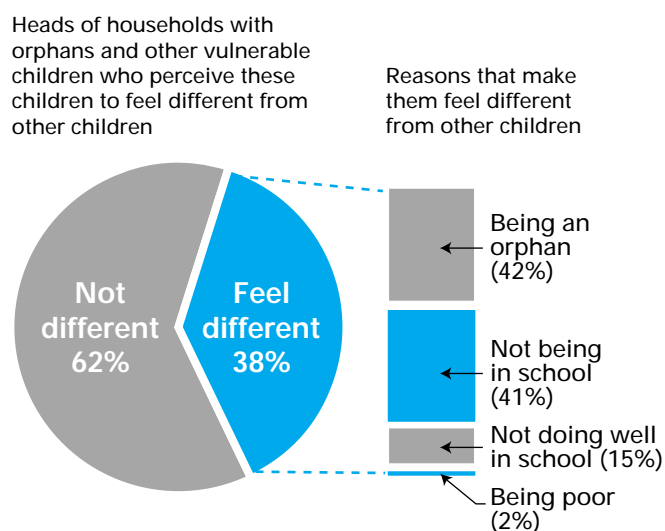 Heads of households with
orphans and other vulnerable
children who perceive these
children to feel different from
other children
Reasons that make
them feel different
from other children
Not
different
62%
Feel
different
38%
Being an
orphan
(42%)
Not being
in school
(41%)
Not doing well
in school (15%)
Being poor
(2%)